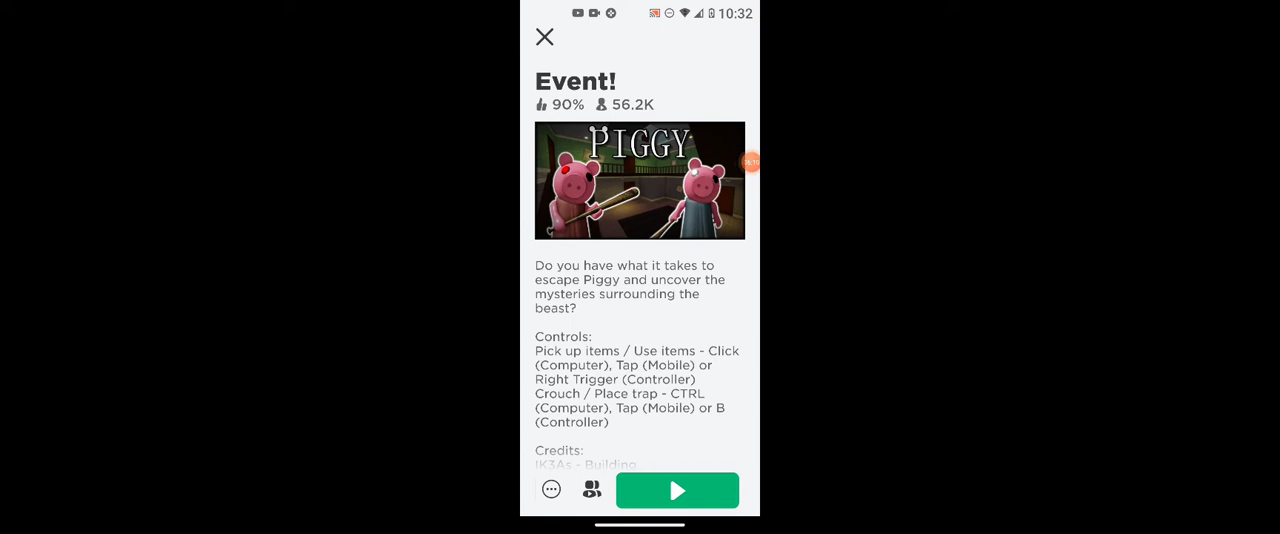 10:32
Event!
90% 56.2K
PIGGY
Do you have what it takes to
escape Piggy and uncover the
mysteries surrounding the
beast?
Controls:
Pick up items / Use items - Click
(Computer), Tap (Mobile) or
Right Trigger (Controller)
Crouch / Place trap - CTRL
(Computer), Tap (Mobile) or B
(Controller)
Credits:
IK3As - Building